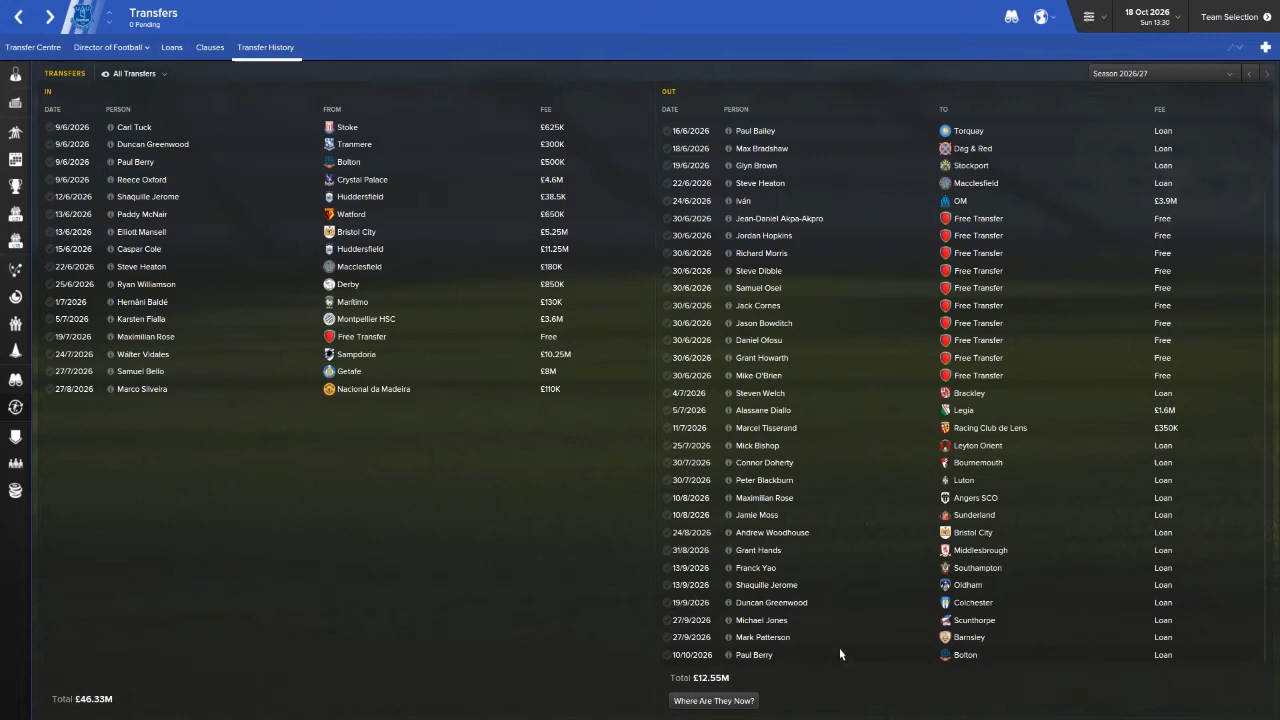 Transfers
0 Pending
18 Oct 2026
Sun 13:30
Team Selection
Transfer Centre Director of Football Loans Clauses Transfer History
TRANSFERS All Transfers
Season 2026/27
IN
DATE PERSON FROM FEE
9/6/2026 Carl Tuck Stoke £625K
9/6/2026 Duncan Greenwood Tranmere £300K
9/6/2026 Paul Berry Bolton £500K
9/6/2026 Reece Oxford Crystal Palace £4.6M
12/6/2026 Shaquille Jerome Huddersfield £38.5K
13/6/2026 Paddy McNair Watford £650K
13/6/2026 Elliott Mansell Bristol City £5.25M
15/6/2026 Caspar Cole Huddersfield £11.25M
22/6/2026 Steve Heaton Macclesfield £180K
25/6/2026 Ryan Williamson Derby £850K
1/7/2026 Hernâni Baldé Marítimo £130K
5/7/2026 Karsten Fialla Montpellier HSC £3.6M
19/7/2026 Maximilian Rose Free Transfer Free
24/7/2026 Wálter Vidales Sampdoria £10.25M
27/7/2026 Samuel Bello Getafe £8M
27/8/2026 Marco Silveira Nacional da Madeira £110K
Total £46.33M
OUT
DATE PERSON TO FEE
16/6/2026 Paul Bailey Torquay Loan
18/6/2026 Max Bradshaw Dag & Red Loan
19/6/2026 Glyn Brown Stockport Loan
22/6/2026 Steve Heaton Macclesfield Loan
24/6/2026 Iván OM £3.9M
30/6/2026 Jean-Daniel Akpa-Akpro Free Transfer Free
30/6/2026 Jordan Hopkins Free Transfer Free
30/6/2026 Richard Morris Free Transfer Free
30/6/2026 Steve Dibble Free Transfer Free
30/6/2026 Samuel Osei Free Transfer Free
30/6/2026 Jack Cornes Free Transfer Free
30/6/2026 Jason Bowditch Free Transfer Free
30/6/2026 Daniel Ofosu Free Transfer Free
30/6/2026 Grant Howarth Free Transfer Free
30/6/2026 Mike O'Brien Free Transfer Free
4/7/2026 Steven Welch Brackley Loan
5/7/2026 Alassane Diallo Legia £1.6M
11/7/2026 Marcel Tisserand Racing Club de Lens £350K
25/7/2026 Mick Bishop Leyton Orient Loan
30/7/2026 Connor Doherty Bournemouth Loan
30/7/2026 Peter Blackburn Luton Loan
10/8/2026 Maximilian Rose Angers SCO Loan
10/8/2026 Jamie Moss Sunderland Loan
24/8/2026 Andrew Woodhouse Bristol City Loan
31/8/2026 Grant Hands Middlesbrough Loan
13/9/2026 Franck Yao Southampton Loan
13/9/2026 Shaquille Jerome Oldham Loan
19/9/2026 Duncan Greenwood Colchester Loan
27/9/2026 Michael Jones Scunthorpe Loan
27/9/2026 Mark Patterson Barnsley Loan
10/10/2026 Paul Berry Bolton Loan
Total £12.55M
Where Are They Now?